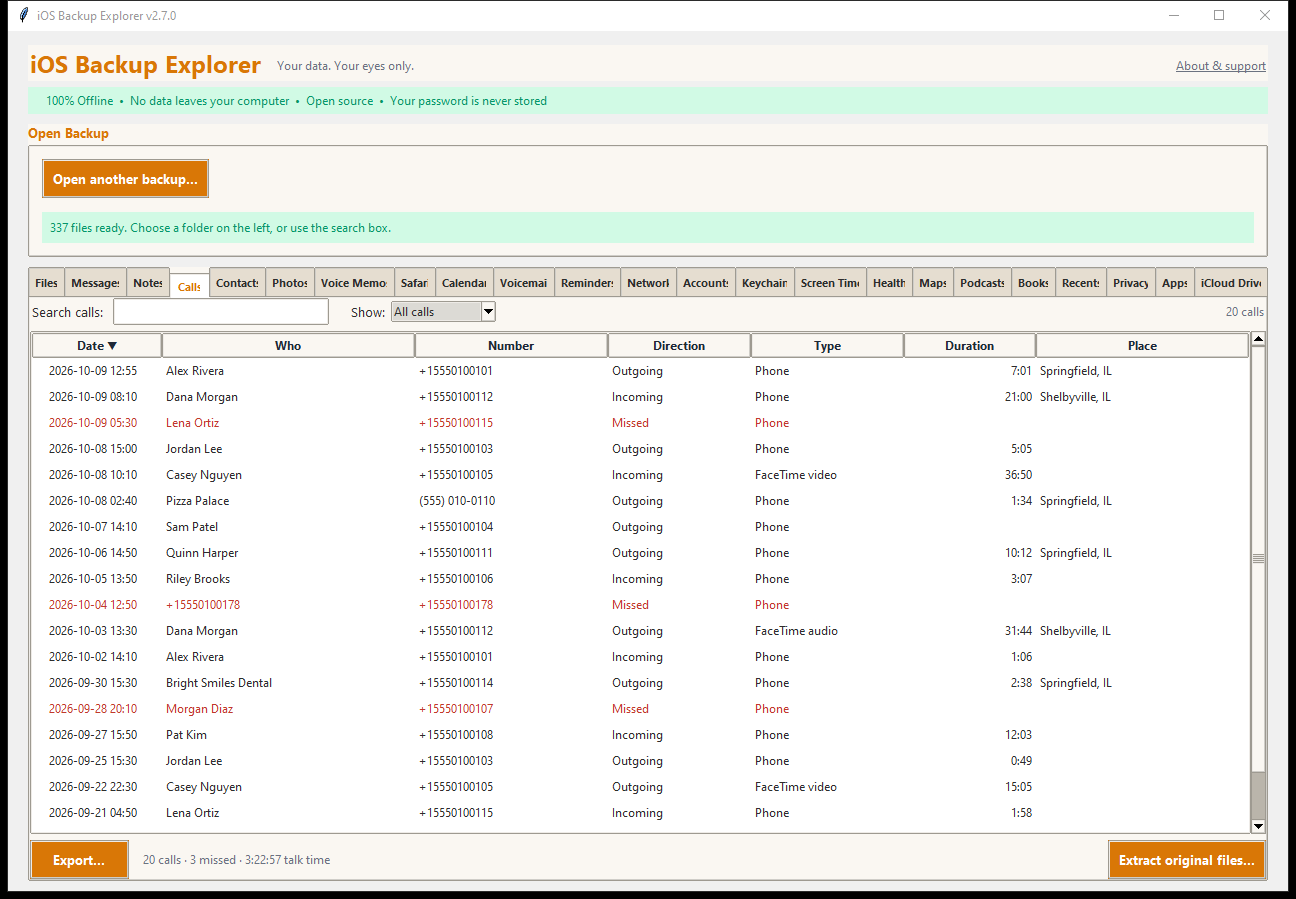 iOS Backup Explorer v2.7.0
iOS Backup Explorer Your data. Your eyes only. About & support
100% Offline • No data leaves your computer • Open source • Your password is never stored
Open Backup
Open another backup...
337 files ready. Choose a folder on the left, or use the search box.
Files Messages Notes Calls Contacts Photos Voice Memo Safari Calendar Voicemai Reminders Network Accounts Keychain Screen Time Health Maps Podcasts Books Recents Privacy Apps iCloud Drive
Search calls: Show: All calls 20 calls
Date ▼ Who Number Direction Type Duration Place
2026-10-09 12:55 Alex Rivera +15550100101 Outgoing Phone 7:01 Springfield, IL
2026-10-09 08:10 Dana Morgan +15550100112 Incoming Phone 21:00 Shelbyville, IL
2026-10-09 05:30 Lena Ortiz +15550100115 Missed Phone
2026-10-08 15:00 Jordan Lee +15550100103 Outgoing Phone 5:05
2026-10-08 10:10 Casey Nguyen +15550100105 Incoming FaceTime video 36:50
2026-10-08 02:40 Pizza Palace (555) 010-0110 Outgoing Phone 1:34 Springfield, IL
2026-10-07 14:10 Sam Patel +15550100104 Outgoing Phone
2026-10-06 14:50 Quinn Harper +15550100111 Outgoing Phone 10:12 Springfield, IL
2026-10-05 13:50 Riley Brooks +15550100106 Incoming Phone 3:07
2026-10-04 12:50 +15550100178 +15550100178 Missed Phone
2026-10-03 13:30 Dana Morgan +15550100112 Outgoing FaceTime audio 31:44 Shelbyville, IL
2026-10-02 14:10 Alex Rivera +15550100101 Incoming Phone 1:06
2026-09-30 15:30 Bright Smiles Dental +15550100114 Outgoing Phone 2:38 Springfield, IL
2026-09-28 20:10 Morgan Diaz +15550100107 Missed Phone
2026-09-27 15:50 Pat Kim +15550100108 Incoming Phone 12:03
2026-09-25 15:30 Jordan Lee +15550100103 Outgoing Phone 0:49
2026-09-22 22:30 Casey Nguyen +15550100105 Outgoing FaceTime video 15:05
2026-09-21 04:50 Lena Ortiz +15550100115 Incoming Phone 1:58
Export... 20 calls · 3 missed · 3:22:57 talk time Extract original files...